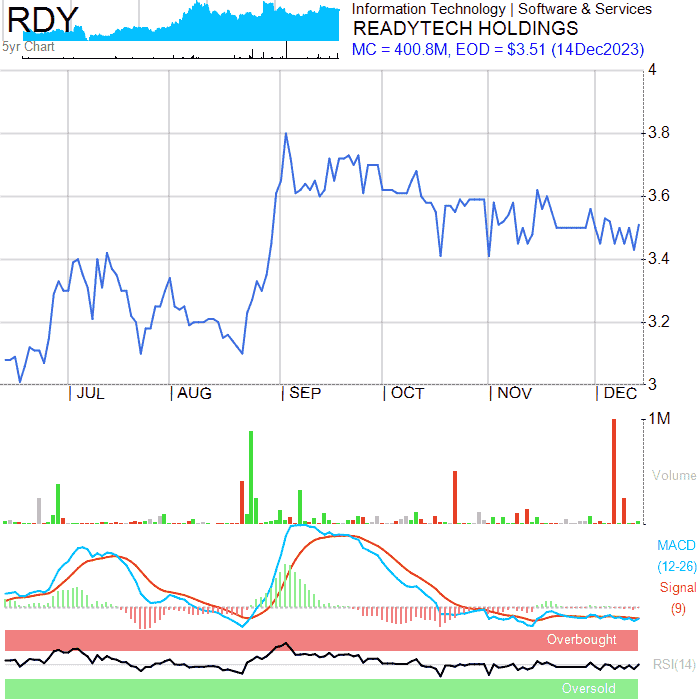 RDY
5yr Chart
Information Technology | Software & Services
READYTECH HOLDINGS
MC = 400.8M, EOD = $3.51 (14Dec2023)
4
3.8
3.6
3.4
3.2
3
| JUL | AUG | SEP | OCT | NOV | DEC
1M
Volume
MACD
(12-26)
Signal
(9)
Overbought
RSI(14)
Oversold